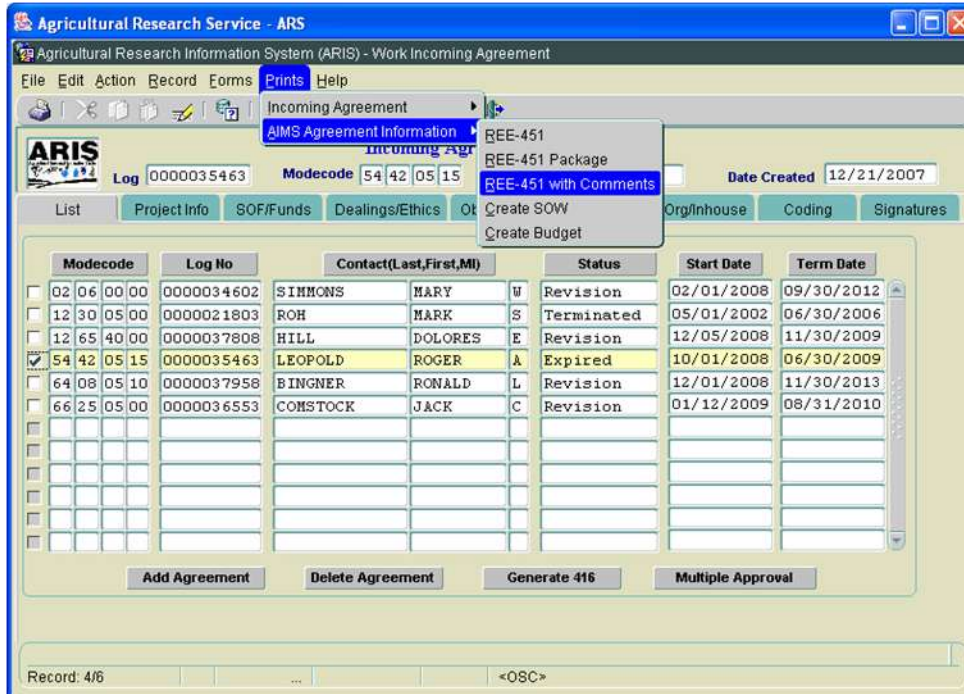 Agricultural Research Service - ARS
Agricultural Research Information System (ARIS) - Work Incoming Agreement
File Edit Action Record Forms Prints Help
Incoming Agreement
AIMS Agreement Information
REE-451
REE-451 Package
REE-451 with Comments
Create SOW
Create Budget
Incoming Agr
ARIS
Log 0000035463 Modecode 54 42 05 15 Date Created 12/21/2007
List Project Info SOF/Funds Dealings/Ethics Ob Org/Inhouse Coding Signatures
Modecode Log No Contact(Last,First,MI) Status Start Date Term Date
02 06 00 00 0000034602 SIMMONS MARY W Revision 02/01/2008 09/30/2012
12 30 05 00 0000021803 ROH MARK S Terminated 05/01/2002 06/30/2006
12 65 40 00 0000037808 HILL DOLORES E Revision 12/05/2008 11/30/2009
54 42 05 15 0000035463 LEOPOLD ROGER A Expired 10/01/2008 06/30/2009
64 08 05 10 0000037958 BINGNER RONALD L Revision 12/01/2008 11/30/2013
66 25 05 00 0000036553 COMSTOCK JACK C Revision 01/12/2009 08/31/2010
Add Agreement Delete Agreement Generate 416 Multiple Approval
Record: 4/6 ... <OSC>